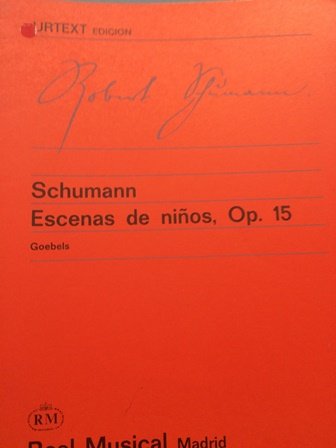 URTEXT EDICION
Robert Schumann.
Schumann
Escenas de niños, Op. 15
Goebels
RM
Real Musical Madrid